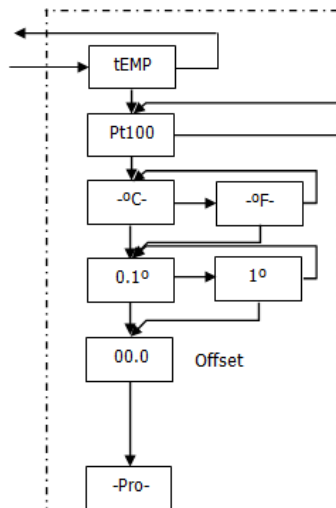 tEMP
Pt100
-ºC- -ºF-
0.1º 1º
00.0 Offset
-Pro-